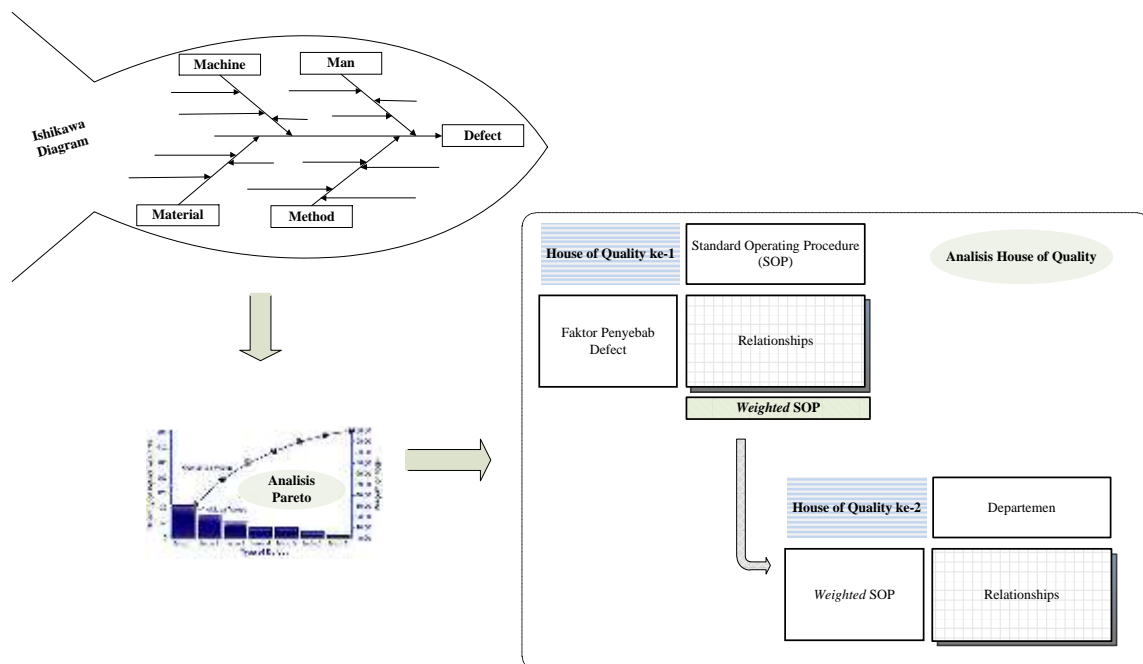 Machine
Man
Ishikawa
Diagram
Defect
Material
Method
House of Quality ke-1
Standard Operating Procedure
(SOP)
Analisis House of Quality
Faktor Penyebab
Defect
Relationships
Weighted SOP
Analisis
Pareto
House of Quality ke-2
Departemen
Weighted SOP
Relationships